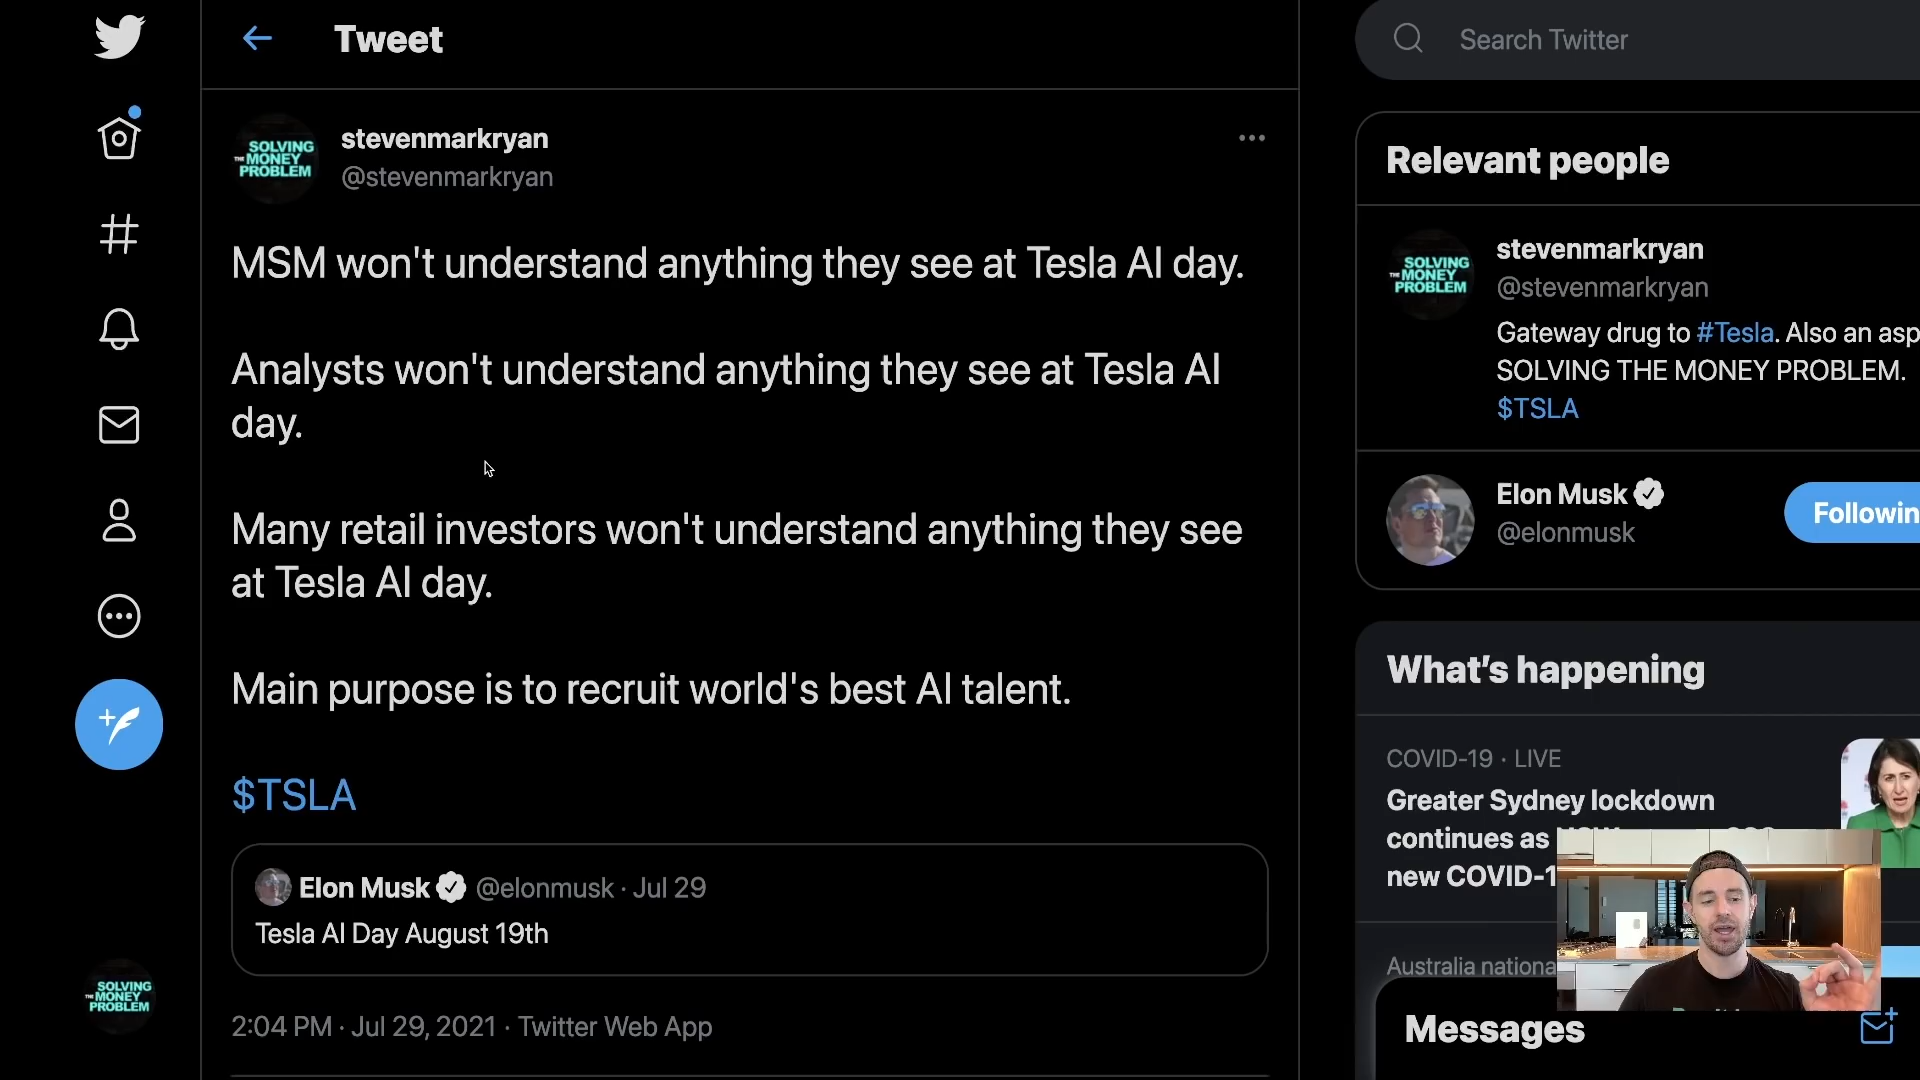 Tweet
Search Twitter
SOLVING
THE MONEY
PROBLEM
stevenmarkryan
@stevenmarkryan
MSM won't understand anything they see at Tesla AI day.
Analysts won't understand anything they see at Tesla AI
day.
Many retail investors won't understand anything they see
at Tesla AI day.
Main purpose is to recruit world's best AI talent.
$TSLA
Elon Musk @elonmusk · Jul 29
Tesla AI Day August 19th
2:04 PM · Jul 29, 2021 · Twitter Web App
SOLVING
THE MONEY
PROBLEM
Relevant people
SOLVING
THE MONEY
PROBLEM
stevenmarkryan
@stevenmarkryan
Gateway drug to #Tesla. Also an asp
SOLVING THE MONEY PROBLEM.
$TSLA
Elon Musk
@elonmusk
Followin
What's happening
COVID-19 · LIVE
Greater Sydney lockdown
continues as
new COVID-1
Australia nationa
Messages